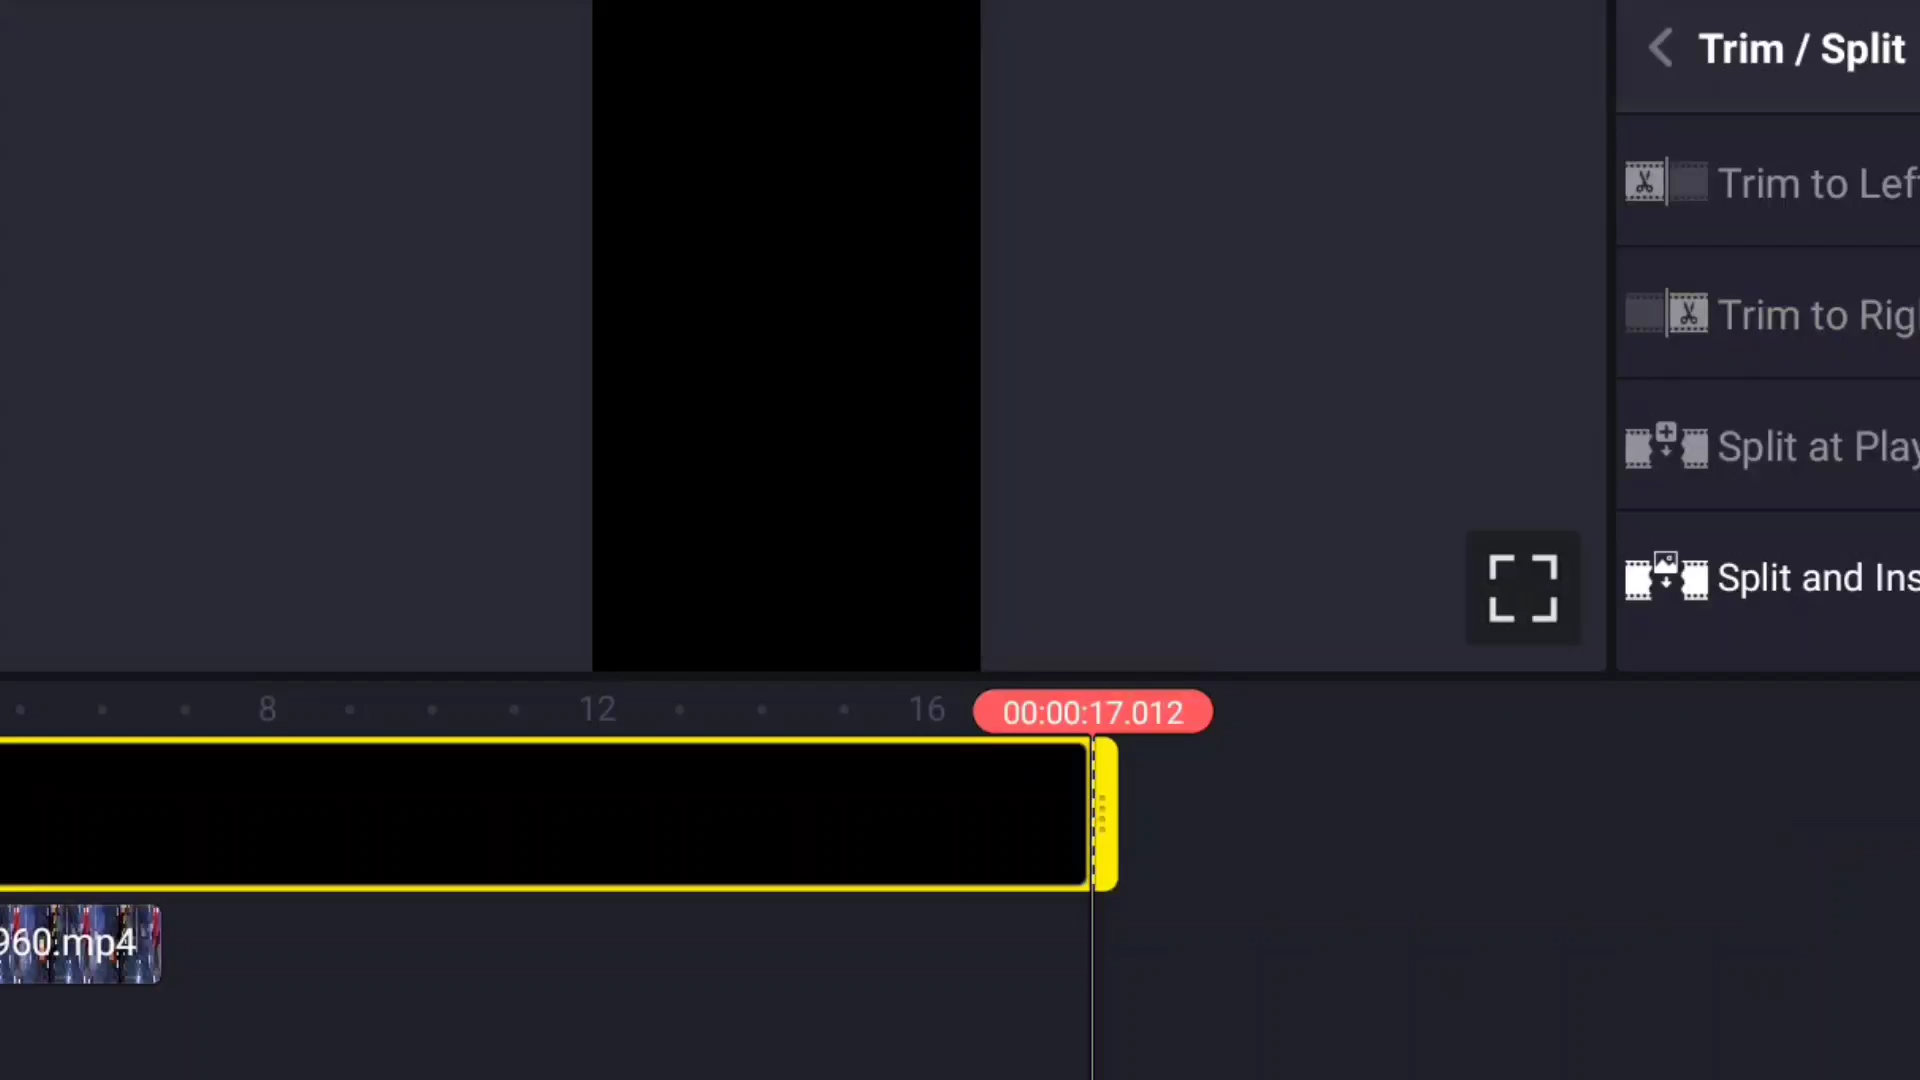 Trim / Split
Trim to Lef
Trim to Rig
Split at Play
Split and Ins
8
12
16
00:00:17.012
960.mp4